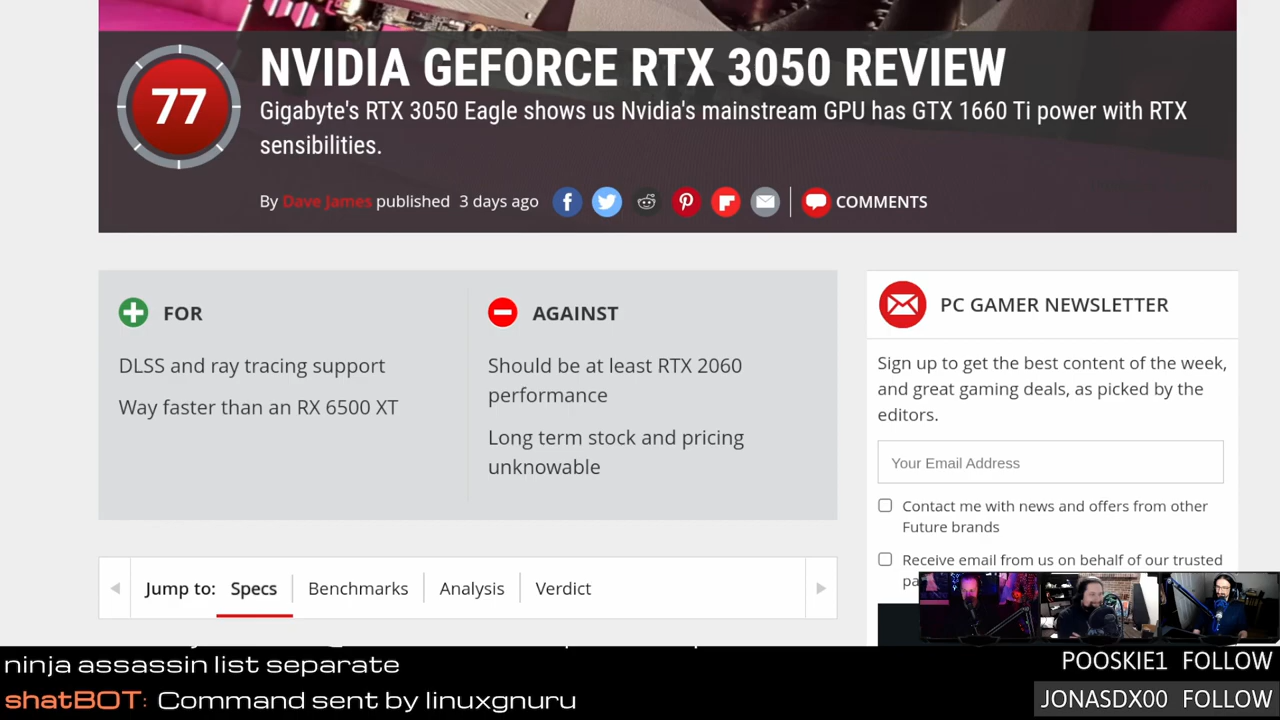 77
NVIDIA GEFORCE RTX 3050 REVIEW
Gigabyte's RTX 3050 Eagle shows us Nvidia's mainstream GPU has GTX 1660 Ti power with RTX
sensibilities.
By Dave James published 3 days ago
COMMENTS
FOR
DLSS and ray tracing support
Way faster than an RX 6500 XT
AGAINST
Should be at least RTX 2060
performance
Long term stock and pricing
unknowable
PC GAMER NEWSLETTER
Sign up to get the best content of the week,
and great gaming deals, as picked by the
editors.
Your Email Address
Contact me with news and offers from other
Future brands
Receive email from us on behalf of our trusted
Jump to: Specs Benchmarks Analysis Verdict
ninja assassin list separate
shatBOT: Command sent by linuxgnuru
POOSKIE1 FOLLOW
JONASDX00 FOLLOW